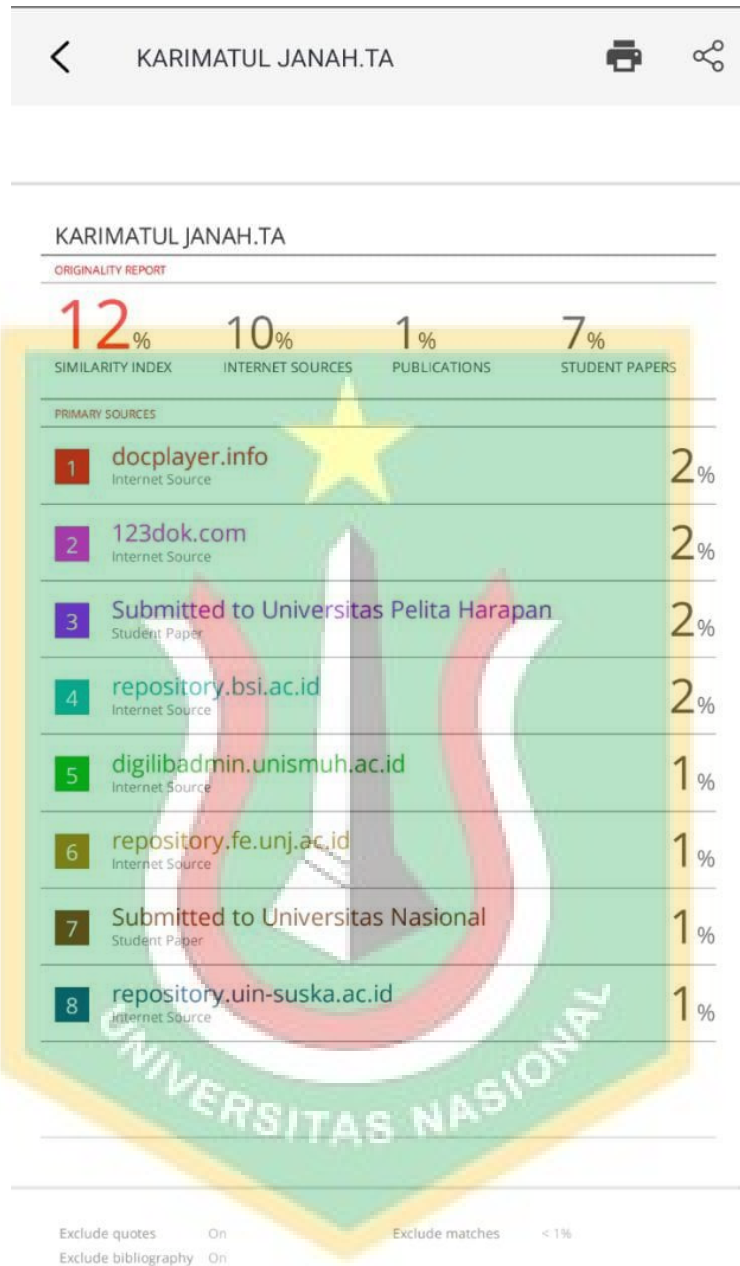 KARIMATUL JANAH.TA
KARIMATUL JANAH.TA
ORIGINALITY REPORT
12% 10% 1% 7%
SIMILARITY INDEX INTERNET SOURCES PUBLICATIONS STUDENT PAPERS
PRIMARY SOURCES
1 docplayer.info 2%
Internet Source
2 123dok.com 2%
Internet Source
3 Submitted to Universitas Pelita Harapan 2%
Student Paper
4 repository.bsi.ac.id 2%
Internet Source
5 digilibadmin.unismuh.ac.id 1%
Internet Source
6 repository.fe.unj.ac.id 1%
Internet Source
7 Submitted to Universitas Nasional 1%
Student Paper
8 repository.uin-suska.ac.id 1%
Internet Source
UNIVERSITAS NASIONAL
Exclude quotes On Exclude matches < 1%
Exclude bibliography On